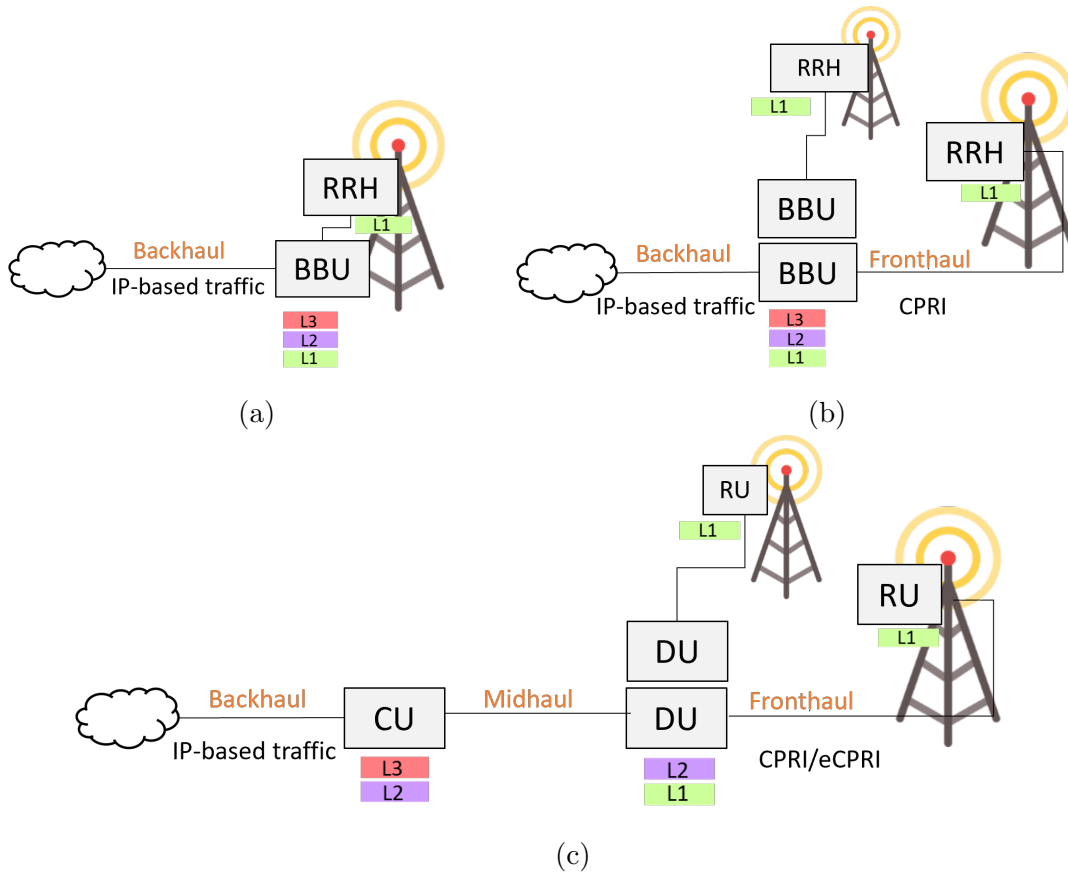 RRH
L1
Backhaul
BBU
IP-based traffic
L3
L2
L1
(a)
RRH
L1
RRH
L1
BBU
Backhaul
BBU
Fronthaul
IP-based traffic
CPRI
L3
L2
L1
(b)
RU
L1
RU
L1
DU
Backhaul
CU
Midhaul
DU
Fronthaul
IP-based traffic
CPRI/eCPRI
L3
L2
L2
L1
(c)